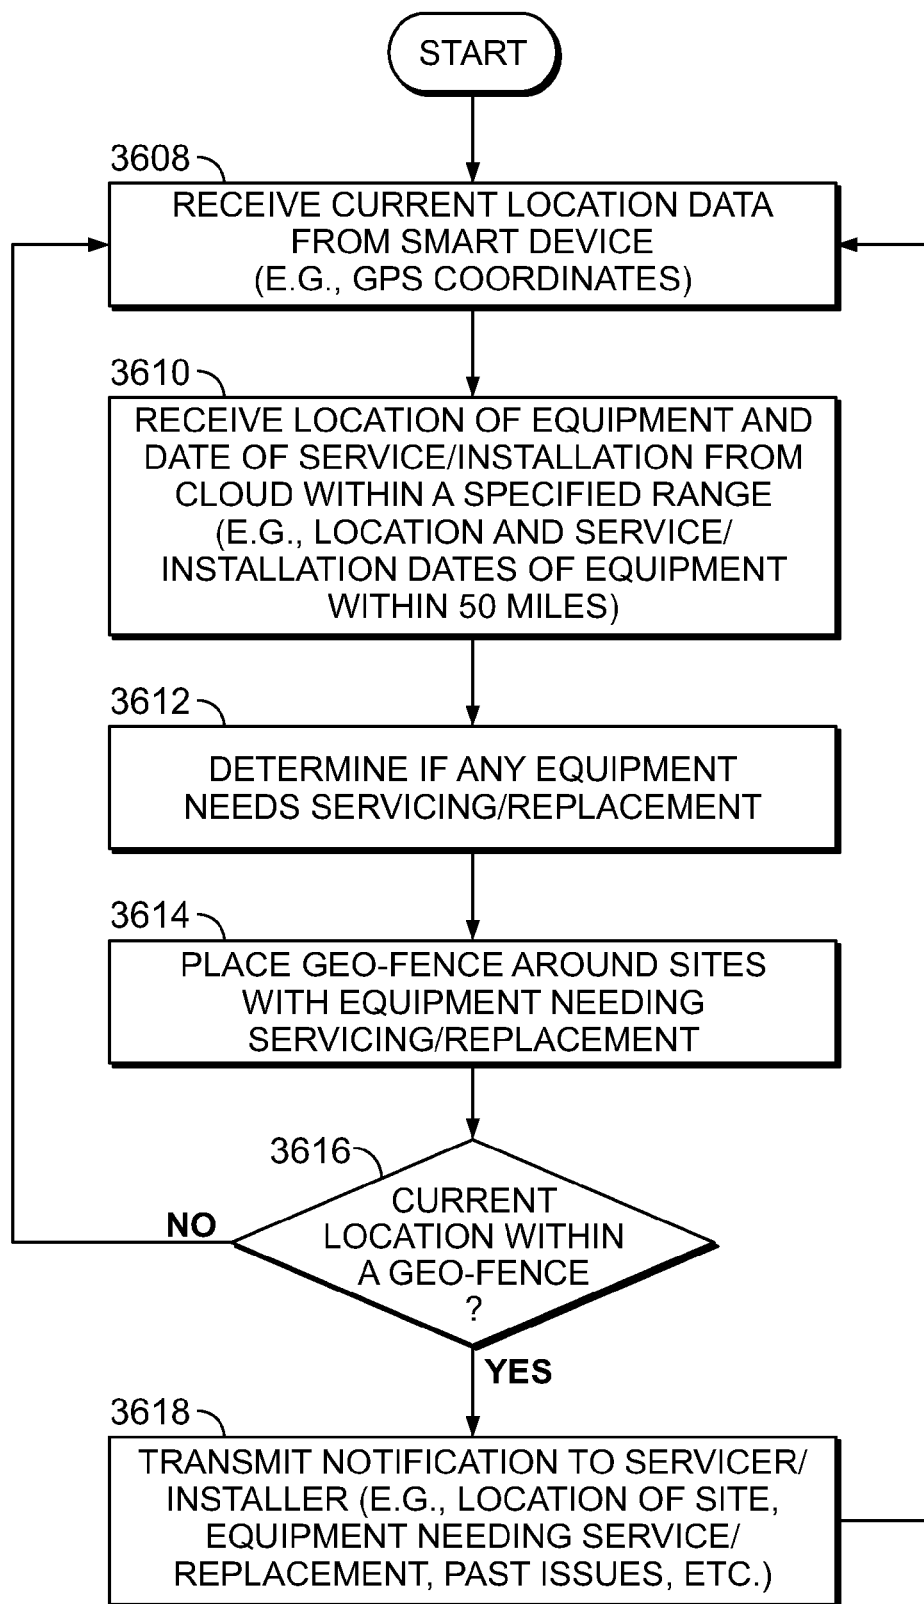 START
3608
RECEIVE CURRENT LOCATION DATA
FROM SMART DEVICE
(E.G., GPS COORDINATES)
3610
RECEIVE LOCATION OF EQUIPMENT AND
DATE OF SERVICE/INSTALLATION FROM
CLOUD WITHIN A SPECIFIED RANGE
(E.G., LOCATION AND SERVICE/
INSTALLATION DATES OF EQUIPMENT
WITHIN 50 MILES)
3612
DETERMINE IF ANY EQUIPMENT
NEEDS SERVICING/REPLACEMENT
3614
PLACE GEO-FENCE AROUND SITES
WITH EQUIPMENT NEEDING
SERVICING/REPLACEMENT
3616
CURRENT
LOCATION WITHIN
A GEO-FENCE
?
NO
YES
3618
TRANSMIT NOTIFICATION TO SERVICER/
INSTALLER (E.G., LOCATION OF SITE,
EQUIPMENT NEEDING SERVICE/
REPLACEMENT, PAST ISSUES, ETC.)